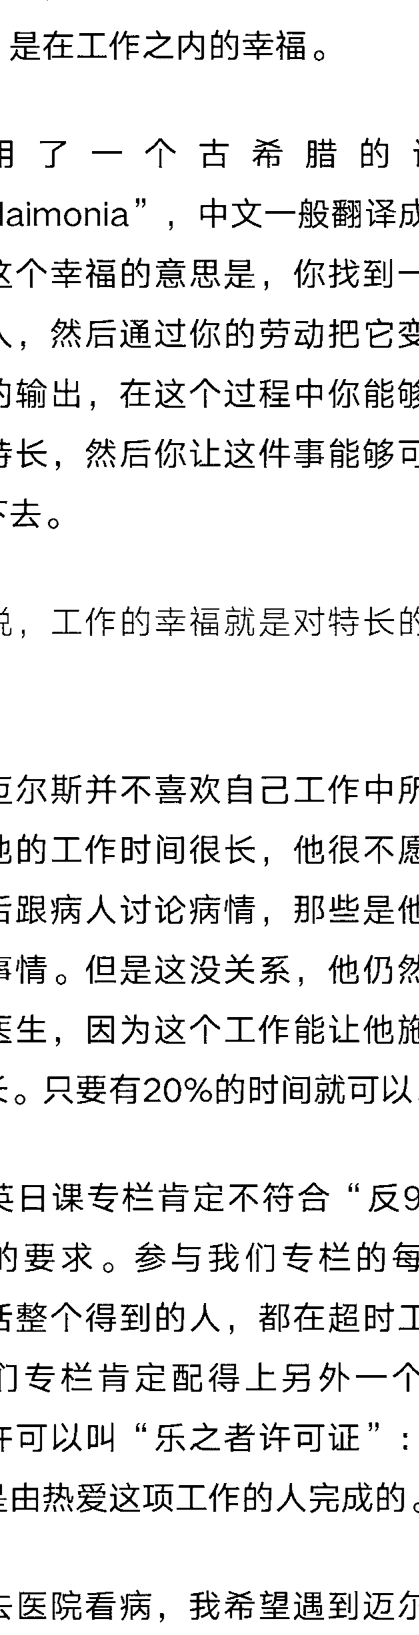 是在工作之内的幸福。
用了一个古希腊的
aimonia”，中文一般翻译成
这个幸福的意思是，你找到一
人，然后通过你的劳动把它变
的输出，在这个过程中你能够
特长，然后你让这件事能够可
下去。
说，工作的幸福就是对特长的
迈尔斯并不喜欢自己工作中所
他的工作时间很长，他很不愿
后跟病人讨论病情，那些是他
事情。但是这没关系，他仍然
医生，因为这个工作能让他施
长。只要有20%的时间就可以
英日课专栏肯定不符合“反9
的要求。参与我们专栏的每
括整个得到的人，都在超时工
们专栏肯定配得上另外一个
许可以叫“乐之者许可证”：
是由热爱这项工作的人完成的。
去医院看病，我希望遇到迈尔